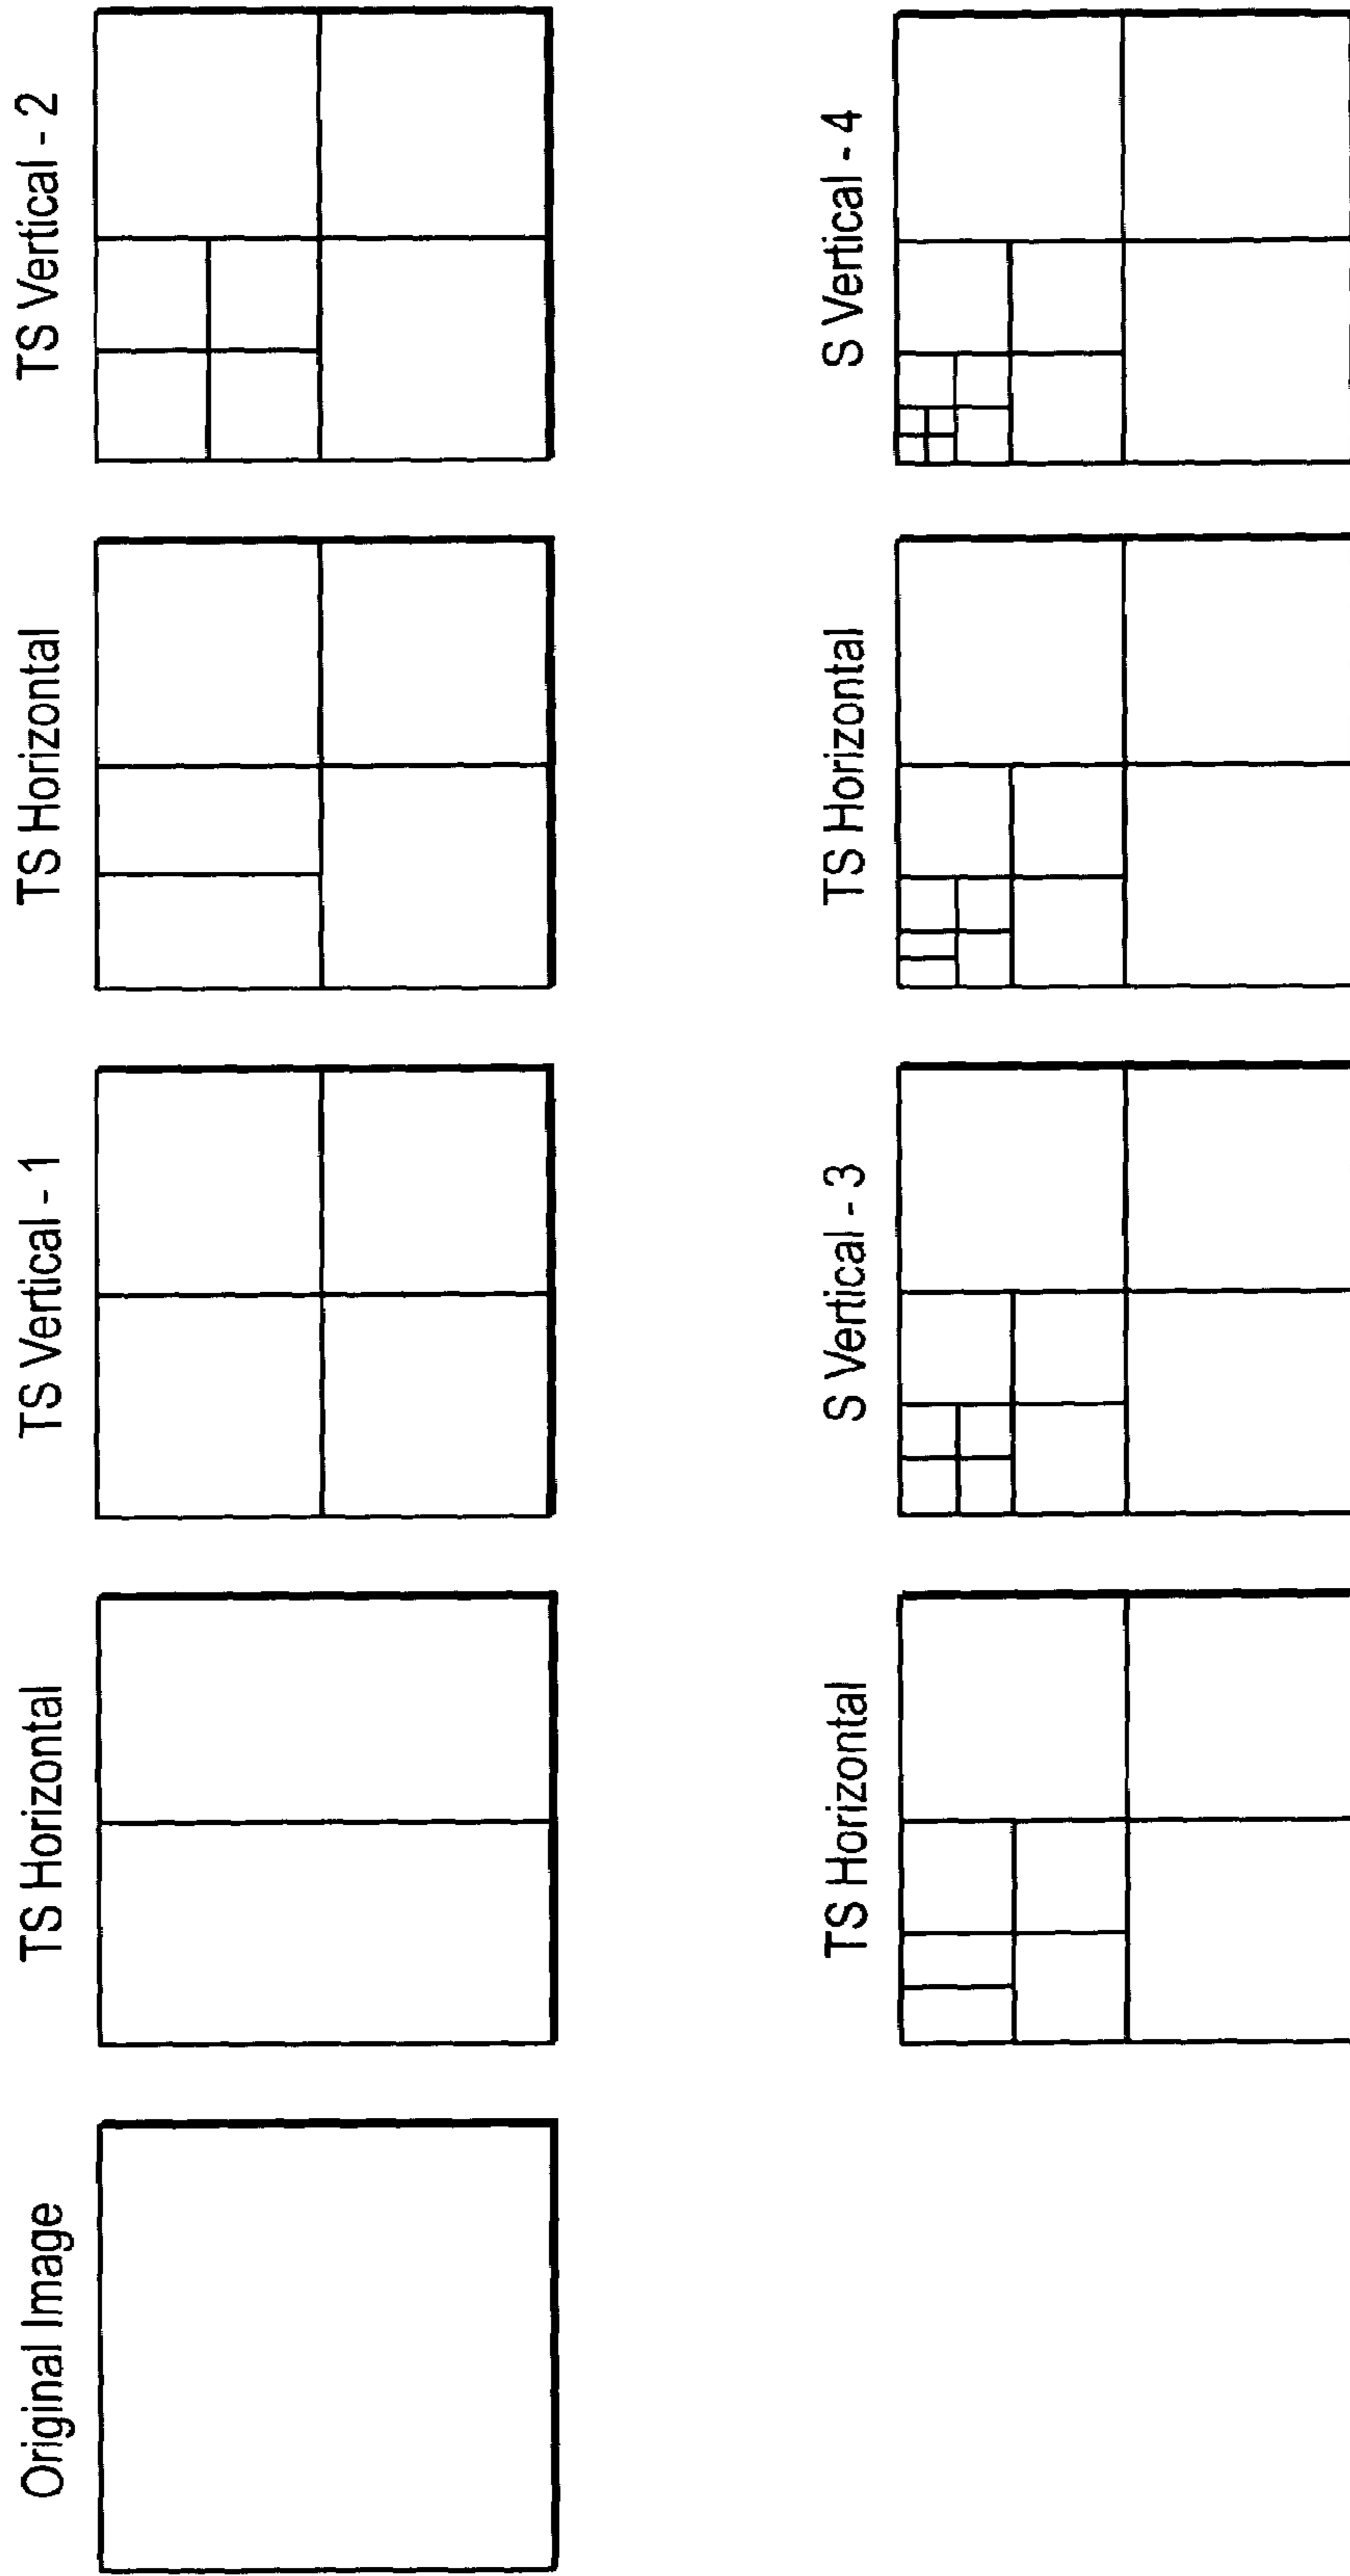 Original Image
TS Horizontal
TS Vertical - 1
TS Horizontal
TS Vertical - 2
TS Horizontal
S Vertical - 3
TS Horizontal
S Vertical - 4